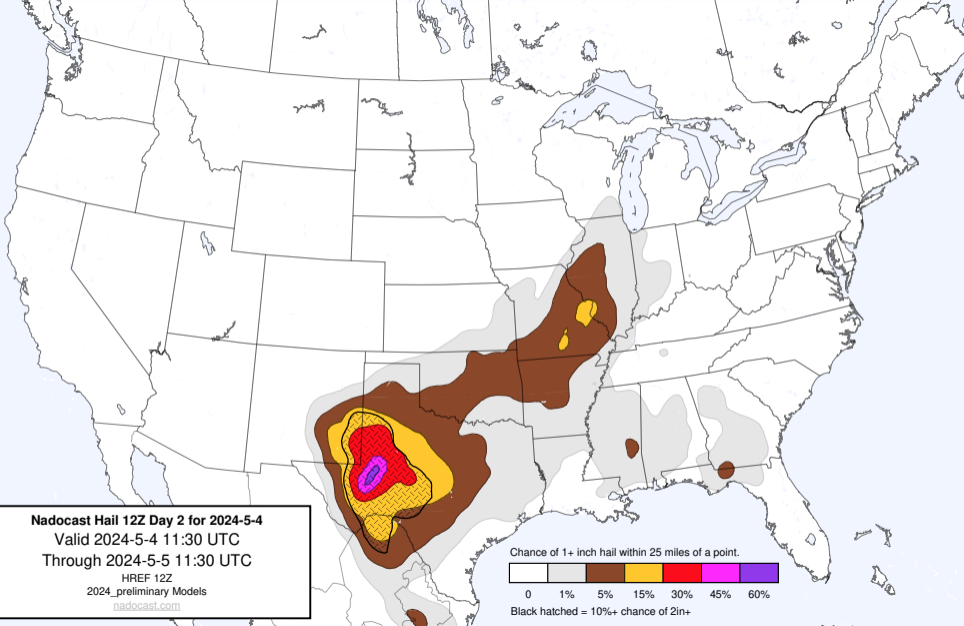 Nadocast Hail 12Z Day 2 for 2024-5-4
Valid 2024-5-4 11:30 UTC
Through 2024-5-5 11:30 UTC
HREF 12Z
2024_preliminary Models
nadocast.com
Chance of 1+ inch hail within 25 miles of a point.
0 1% 5% 15% 30% 45% 60%
Black hatched = 10%+ chance of 2in+